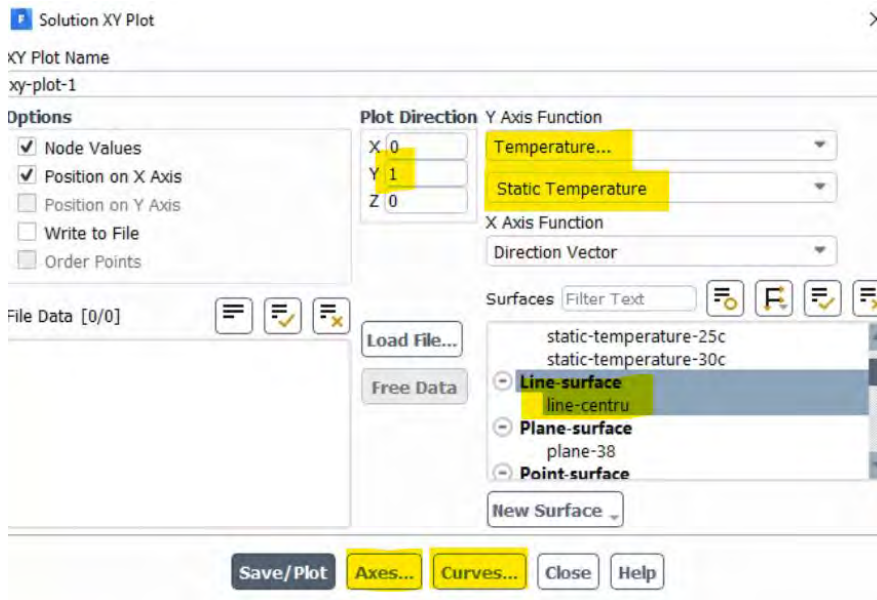 Solution XY Plot
XY Plot Name
xy-plot-1
Options
Node Values
Position on X Axis
Position on Y Axis
Write to File
Order Points
Plot Direction
X 0
Y 1
Z 0
Y Axis Function
Temperature...
Static Temperature
X Axis Function
Direction Vector
File Data [0/0]
Load File...
Free Data
Surfaces Filter Text
static-temperature-25c
static-temperature-30c
Line-surface
line-centru
Plane-surface
plane-38
Point-surface
New Surface
Save/Plot Axes... Curves... Close Help